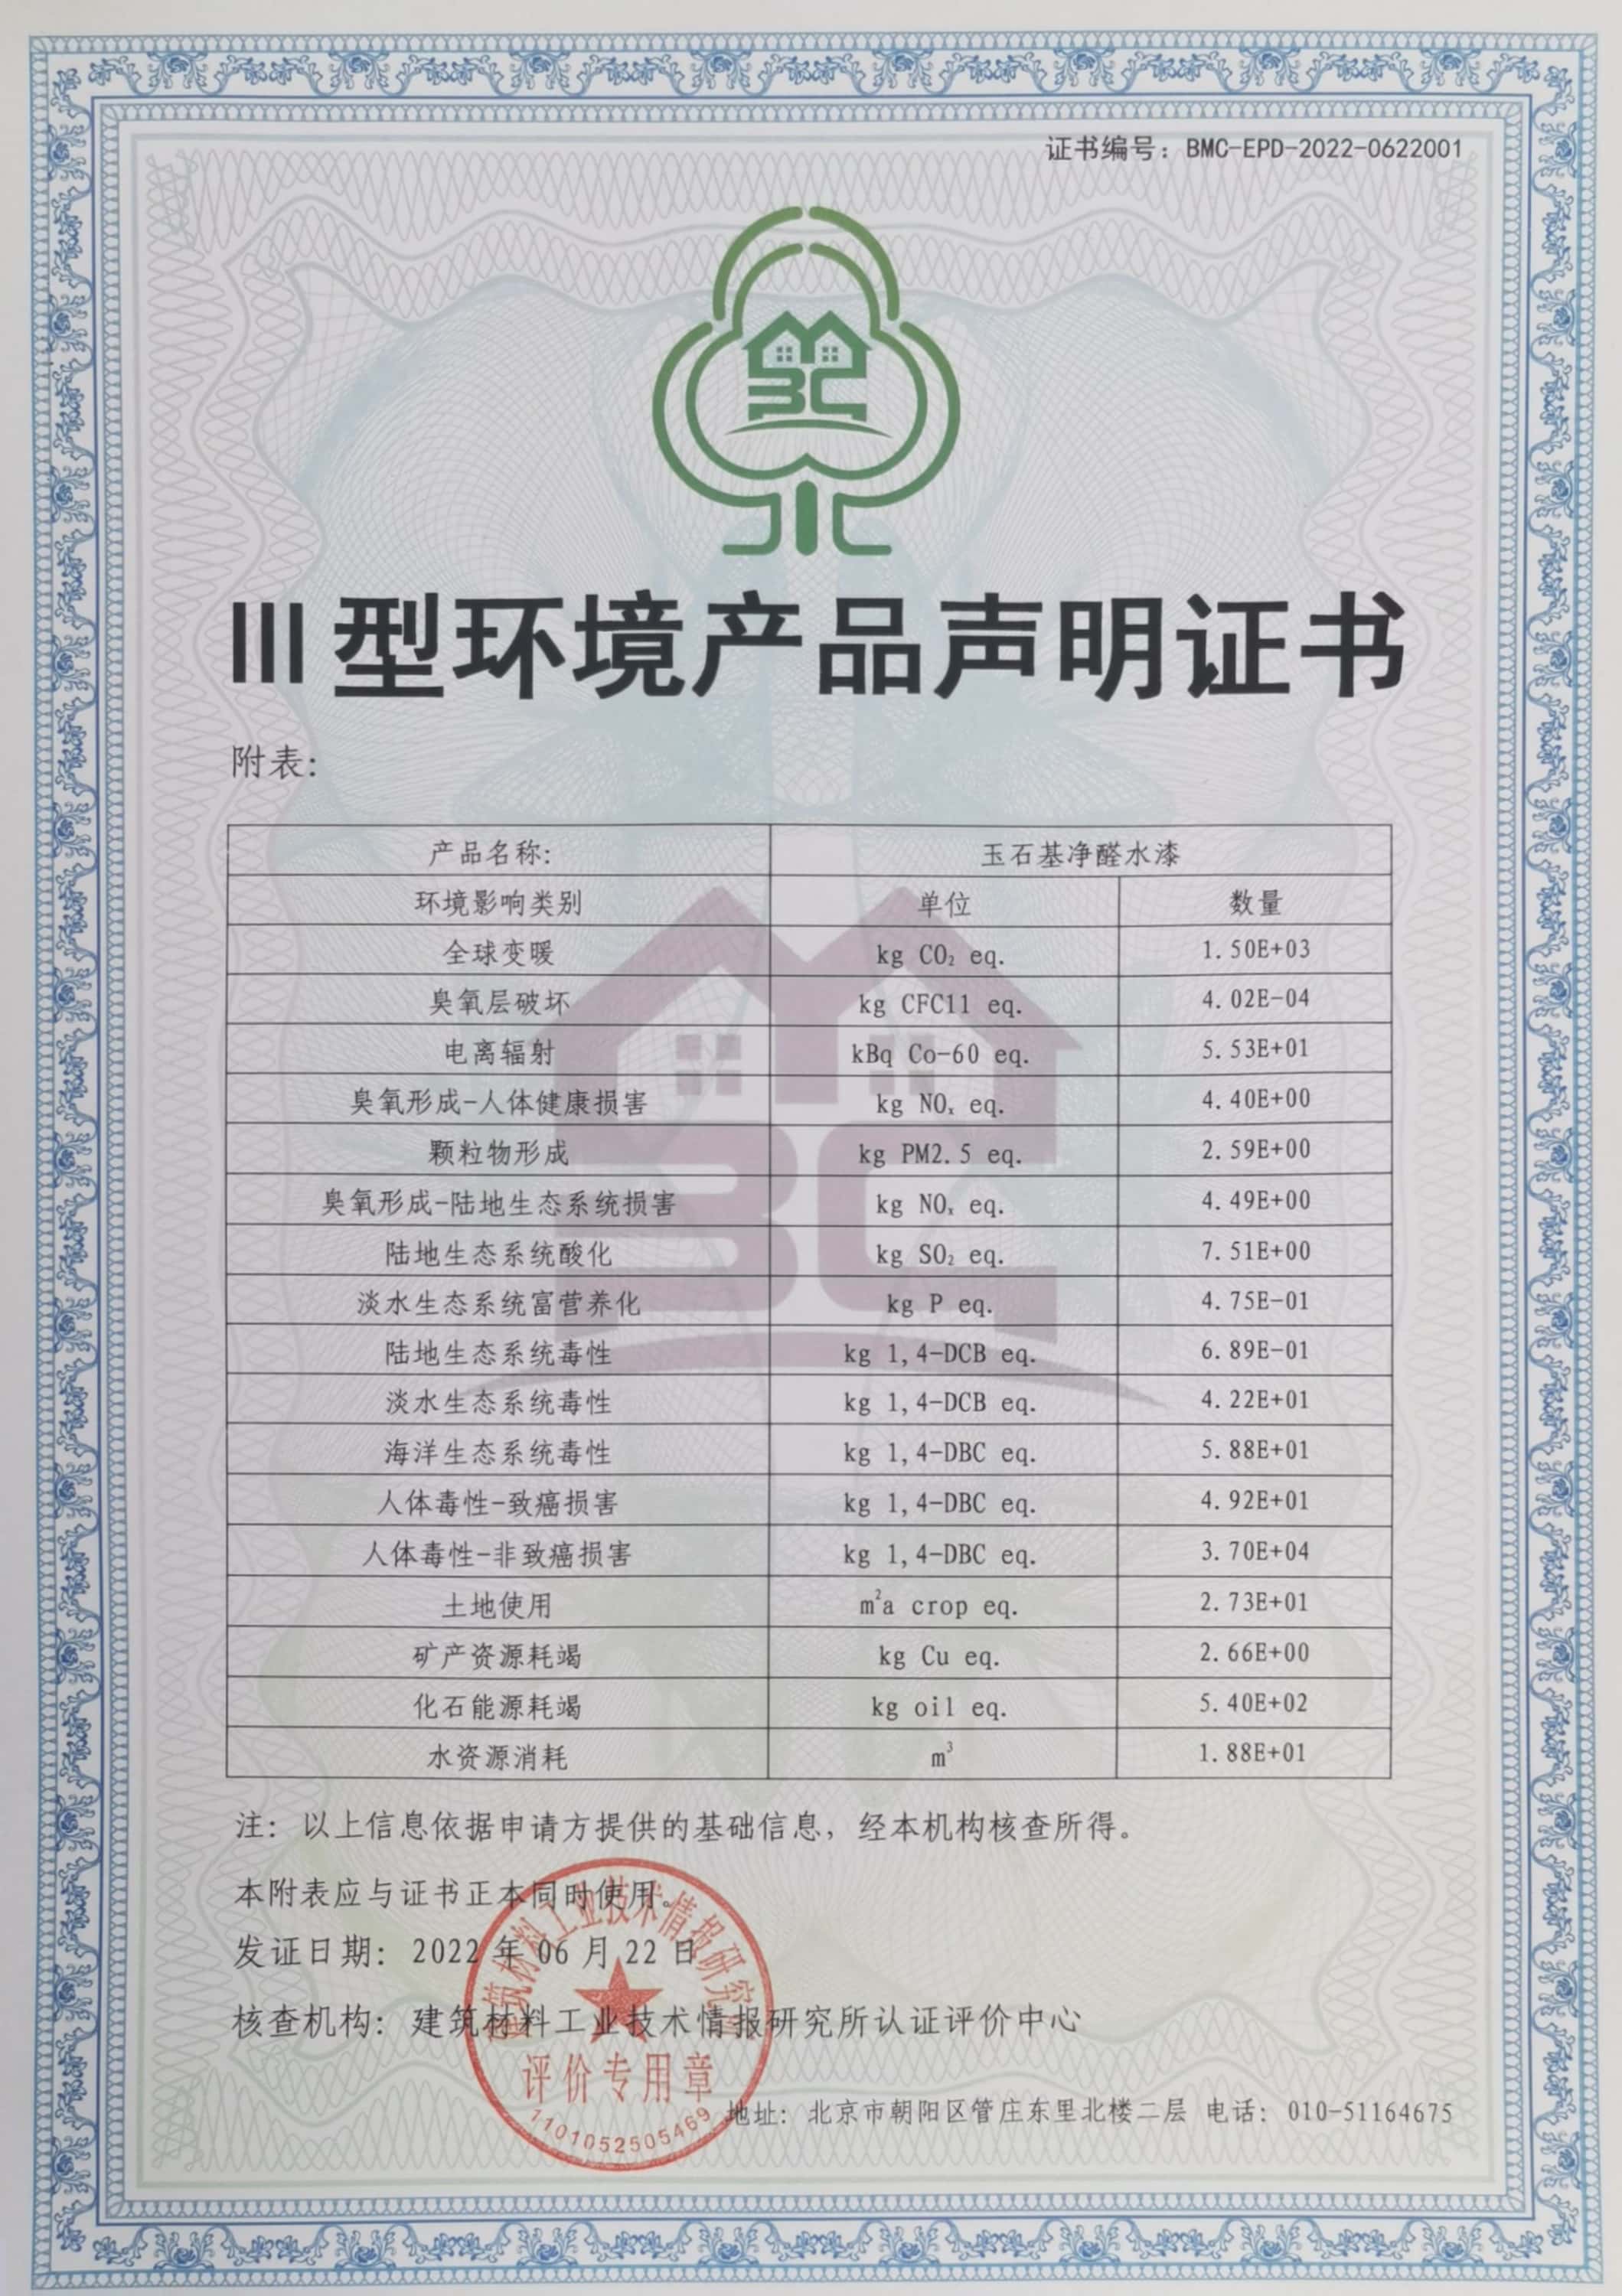 证书编号：BMC-EPD-2022-0622001
BC
III型环境产品声明证书
附表：
产品名称： 玉石基净醛水漆
环境影响类别 单位 数量
全球变暖 kg CO₂ eq. 1.50E+03
臭氧层破坏 kg CFC11 eq. 4.02E-04
电离辐射 kBq Co-60 eq. 5.53E+01
臭氧形成-人体健康损害 kg NOₓ eq. 4.40E+00
颗粒物形成 kg PM2.5 eq. 2.59E+00
臭氧形成-陆地生态系统损害 kg NOₓ eq. 4.49E+00
陆地生态系统酸化 kg SO₂ eq. 7.51E+00
淡水生态系统富营养化 kg P eq. 4.75E-01
陆地生态系统毒性 kg 1,4-DCB eq. 6.89E-01
淡水生态系统毒性 kg 1,4-DCB eq. 4.22E+01
海洋生态系统毒性 kg 1,4-DBC eq. 5.88E+01
人体毒性-致癌损害 kg 1,4-DBC eq. 4.92E+01
人体毒性-非致癌损害 kg 1,4-DBC eq. 3.70E+04
土地使用 m²a crop eq. 2.73E+01
矿产资源耗竭 kg Cu eq. 2.66E+00
化石能源耗竭 kg oil eq. 5.40E+02
水资源消耗 m³ 1.88E+01
注：以上信息依据申请方提供的基础信息，经本机构核查所得。
本附表应与证书正本同时使用。
发证日期：2022 年 06 月 22 日
核查机构：建筑材料工业技术情报研究所认证评价中心
建筑材料工业技术情报研究所
评价专用章
1101052505469
地址：北京市朝阳区管庄东里北楼二层 电话：010-51164675